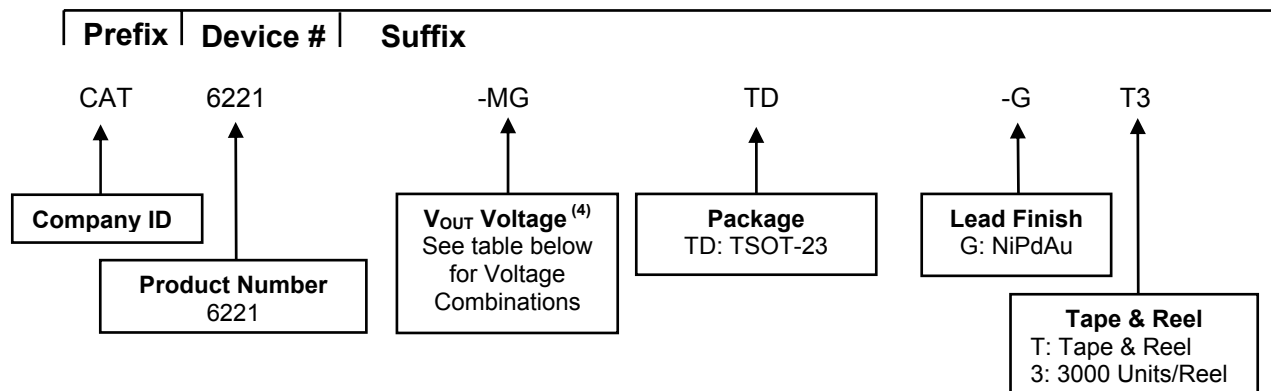 Prefix Device # Suffix
CAT 6221 -MG TD -G T3
Company ID
Product Number
6221
VOUT Voltage (4)
See table below
for Voltage
Combinations
Package
TD: TSOT-23
Lead Finish
G: NiPdAu
Tape & Reel
T: Tape & Reel
3: 3000 Units/Reel